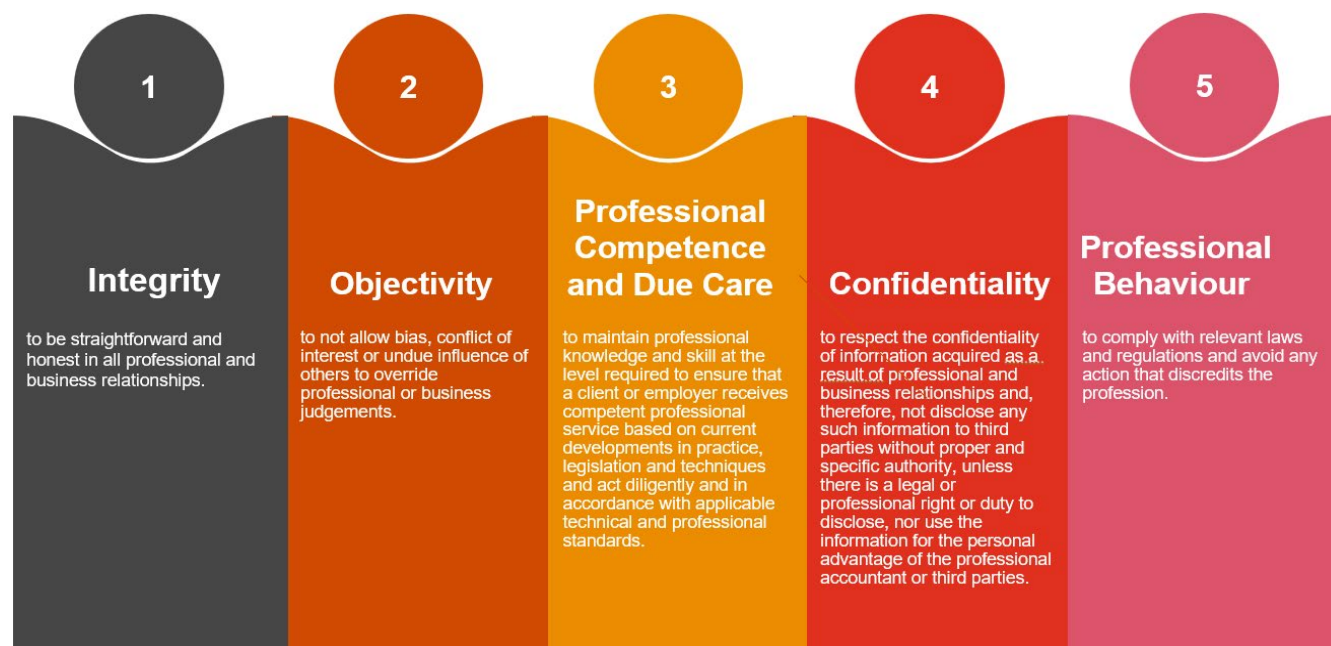 1
Integrity
to be straightforward and
honest in all professional and
business relationships.
2
Objectivity
to not allow bias, conflict of
interest or undue influence of
others to override
professional or business
judgements.
3
Professional
Competence
and Due Care
to maintain professional
knowledge and skill at the
level required to ensure that
a client or employer receives
competent professional
service based on current
developments in practice,
legislation and techniques
and act diligently and in
accordance with applicable
technical and professional
standards.
4
Confidentiality
to respect the confidentiality
of information acquired as a
result of professional and
business relationships and,
therefore, not disclose any
such information to third
parties without proper and
specific authority, unless
there is a legal or
professional right or duty to
disclose, nor use the
information for the personal
advantage of the professional
accountant or third parties.
5
Professional
Behaviour
to comply with relevant laws
and regulations and avoid any
action that discredits the
profession.